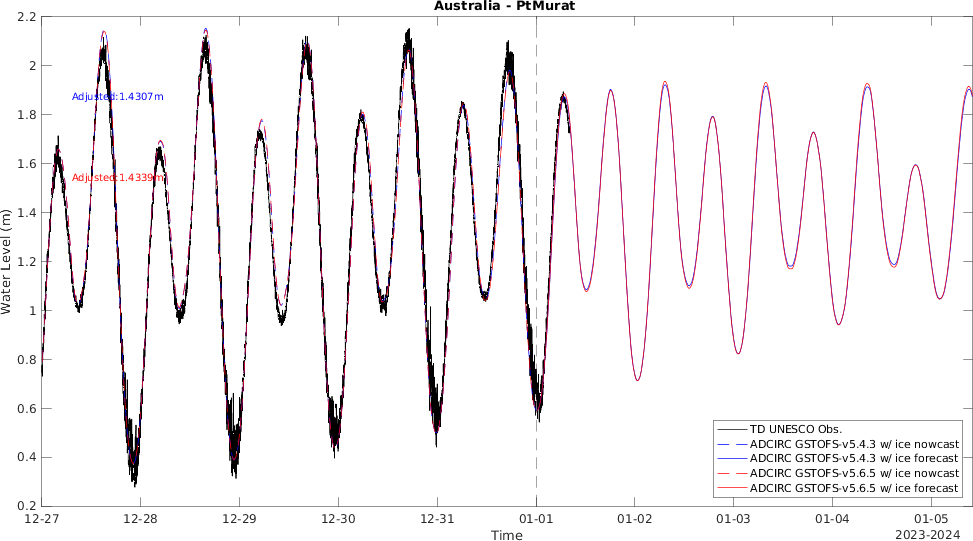 Australia - PtMurat
2.2
2
1.8
1.6
1.4
1.2
1
0.8
0.6
0.4
0.2
Water Level (m)
Adjusted:1.4307m
Adjusted:1.4339m
TD UNESCO Obs.
ADCIRC GSTOFS-v5.4.3 w/ ice nowcast
ADCIRC GSTOFS-v5.4.3 w/ ice forecast
ADCIRC GSTOFS-v5.6.5 w/ ice nowcast
ADCIRC GSTOFS-v5.6.5 w/ ice forecast
12-27 12-28 12-29 12-30 12-31 01-01 01-02 01-03 01-04 01-05
Time
2023-2024